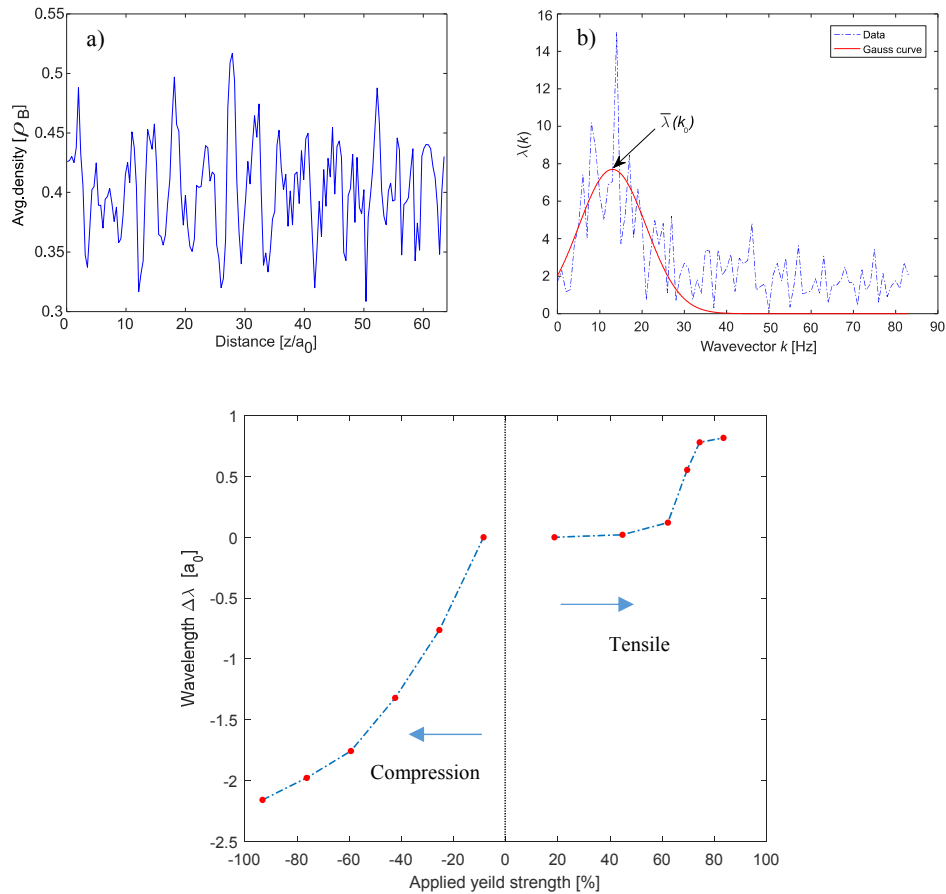 a)
Avg.density [ρ_B]
0.55
0.5
0.45
0.4
0.35
0.3
0 10 20 30 40 50 60
Distance [z/a₀]
b)
λ(k)
16
14
12
10
8
6
4
2
0
0 10 20 30 40 50 60 70 80 90
Wavevector k [Hz]
Data
Gauss curve
λ̅(k₀)
Wavelength Δλ [a₀]
1
0.5
0
-0.5
-1
-1.5
-2
-2.5
Tensile
Compression
-100 -80 -60 -40 -20 0 20 40 60 80 100
Applied yeild strength [%]